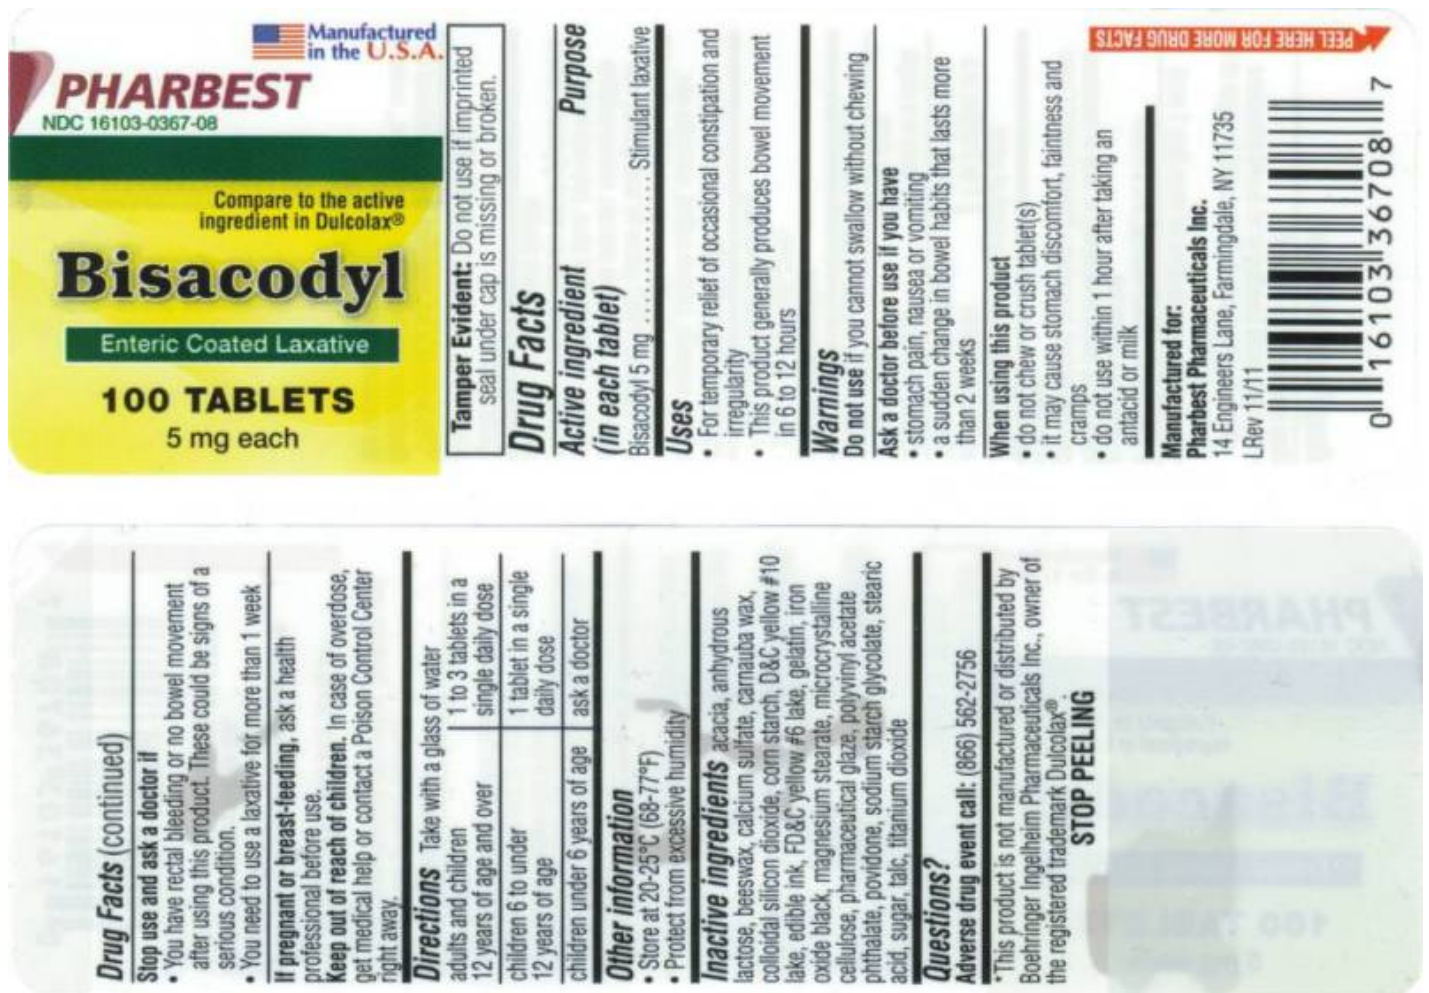 Manufactured
in the U.S.A.
PHARBEST
NDC 16103-0367-08
Compare to the active
ingredient in Dulcolax®
Bisacodyl
Enteric Coated Laxative
100 TABLETS
5 mg each
Tamper Evident: Do not use if imprinted
seal under cap is missing or broken.
Drug Facts
Active ingredient Purpose
(in each tablet)
Bisacodyl 5 mg ........................ Stimulant laxative
Uses
• For temporary relief of occasional constipation and
irregularity
• This product generally produces bowel movement
in 6 to 12 hours
Warnings
Do not use if you cannot swallow without chewing
Ask a doctor before use if you have
• stomach pain, nausea or vomiting
• a sudden change in bowel habits that lasts more
than 2 weeks
When using this product
• do not chew or crush tablet(s)
• it may cause stomach discomfort, faintness and
cramps
• do not use within 1 hour after taking an
antacid or milk
Manufactured for:
Pharbest Pharmaceuticals Inc.
14 Engineers Lane, Farmingdale, NY 11735
LRev 11/11
PEEL HERE FOR MORE DRUG FACTS
0 16103 36708 7
Drug Facts (continued)
Stop use and ask a doctor if
• You have rectal bleeding or no bowel movement
after using this product. These could be signs of a
serious condition.
• You need to use a laxative for more than 1 week
If pregnant or breast-feeding, ask a health
professional before use.
Keep out of reach of children. In case of overdose,
get medical help or contact a Poison Control Center
right away.
Directions Take with a glass of water
adults and children 1 to 3 tablets in a
12 years of age and over single daily dose
children 6 to under 1 tablet in a single
12 years of age daily dose
children under 6 years of age ask a doctor
Other information
• Store at 20-25°C (68-77°F)
• Protect from excessive humidity
Inactive ingredients acacia, anhydrous
lactose, beeswax, calcium sulfate, carnauba wax,
colloidal silicon dioxide, corn starch, D&C yellow #10
lake, edible ink, FD&C yellow #6 lake, gelatin, iron
oxide black, magnesium stearate, microcrystalline
cellulose, pharmaceutical glaze, polyvinyl acetate
phthalate, povidone, sodium starch glycolate, stearic
acid, sugar, talc, titanium dioxide
Questions?
Adverse drug event call: (866) 562-2756
*This product is not manufactured or distributed by
Boehringer Ingelheim Pharmaceuticals Inc., owner of
the registered trademark Dulcolax®.
STOP PEELING